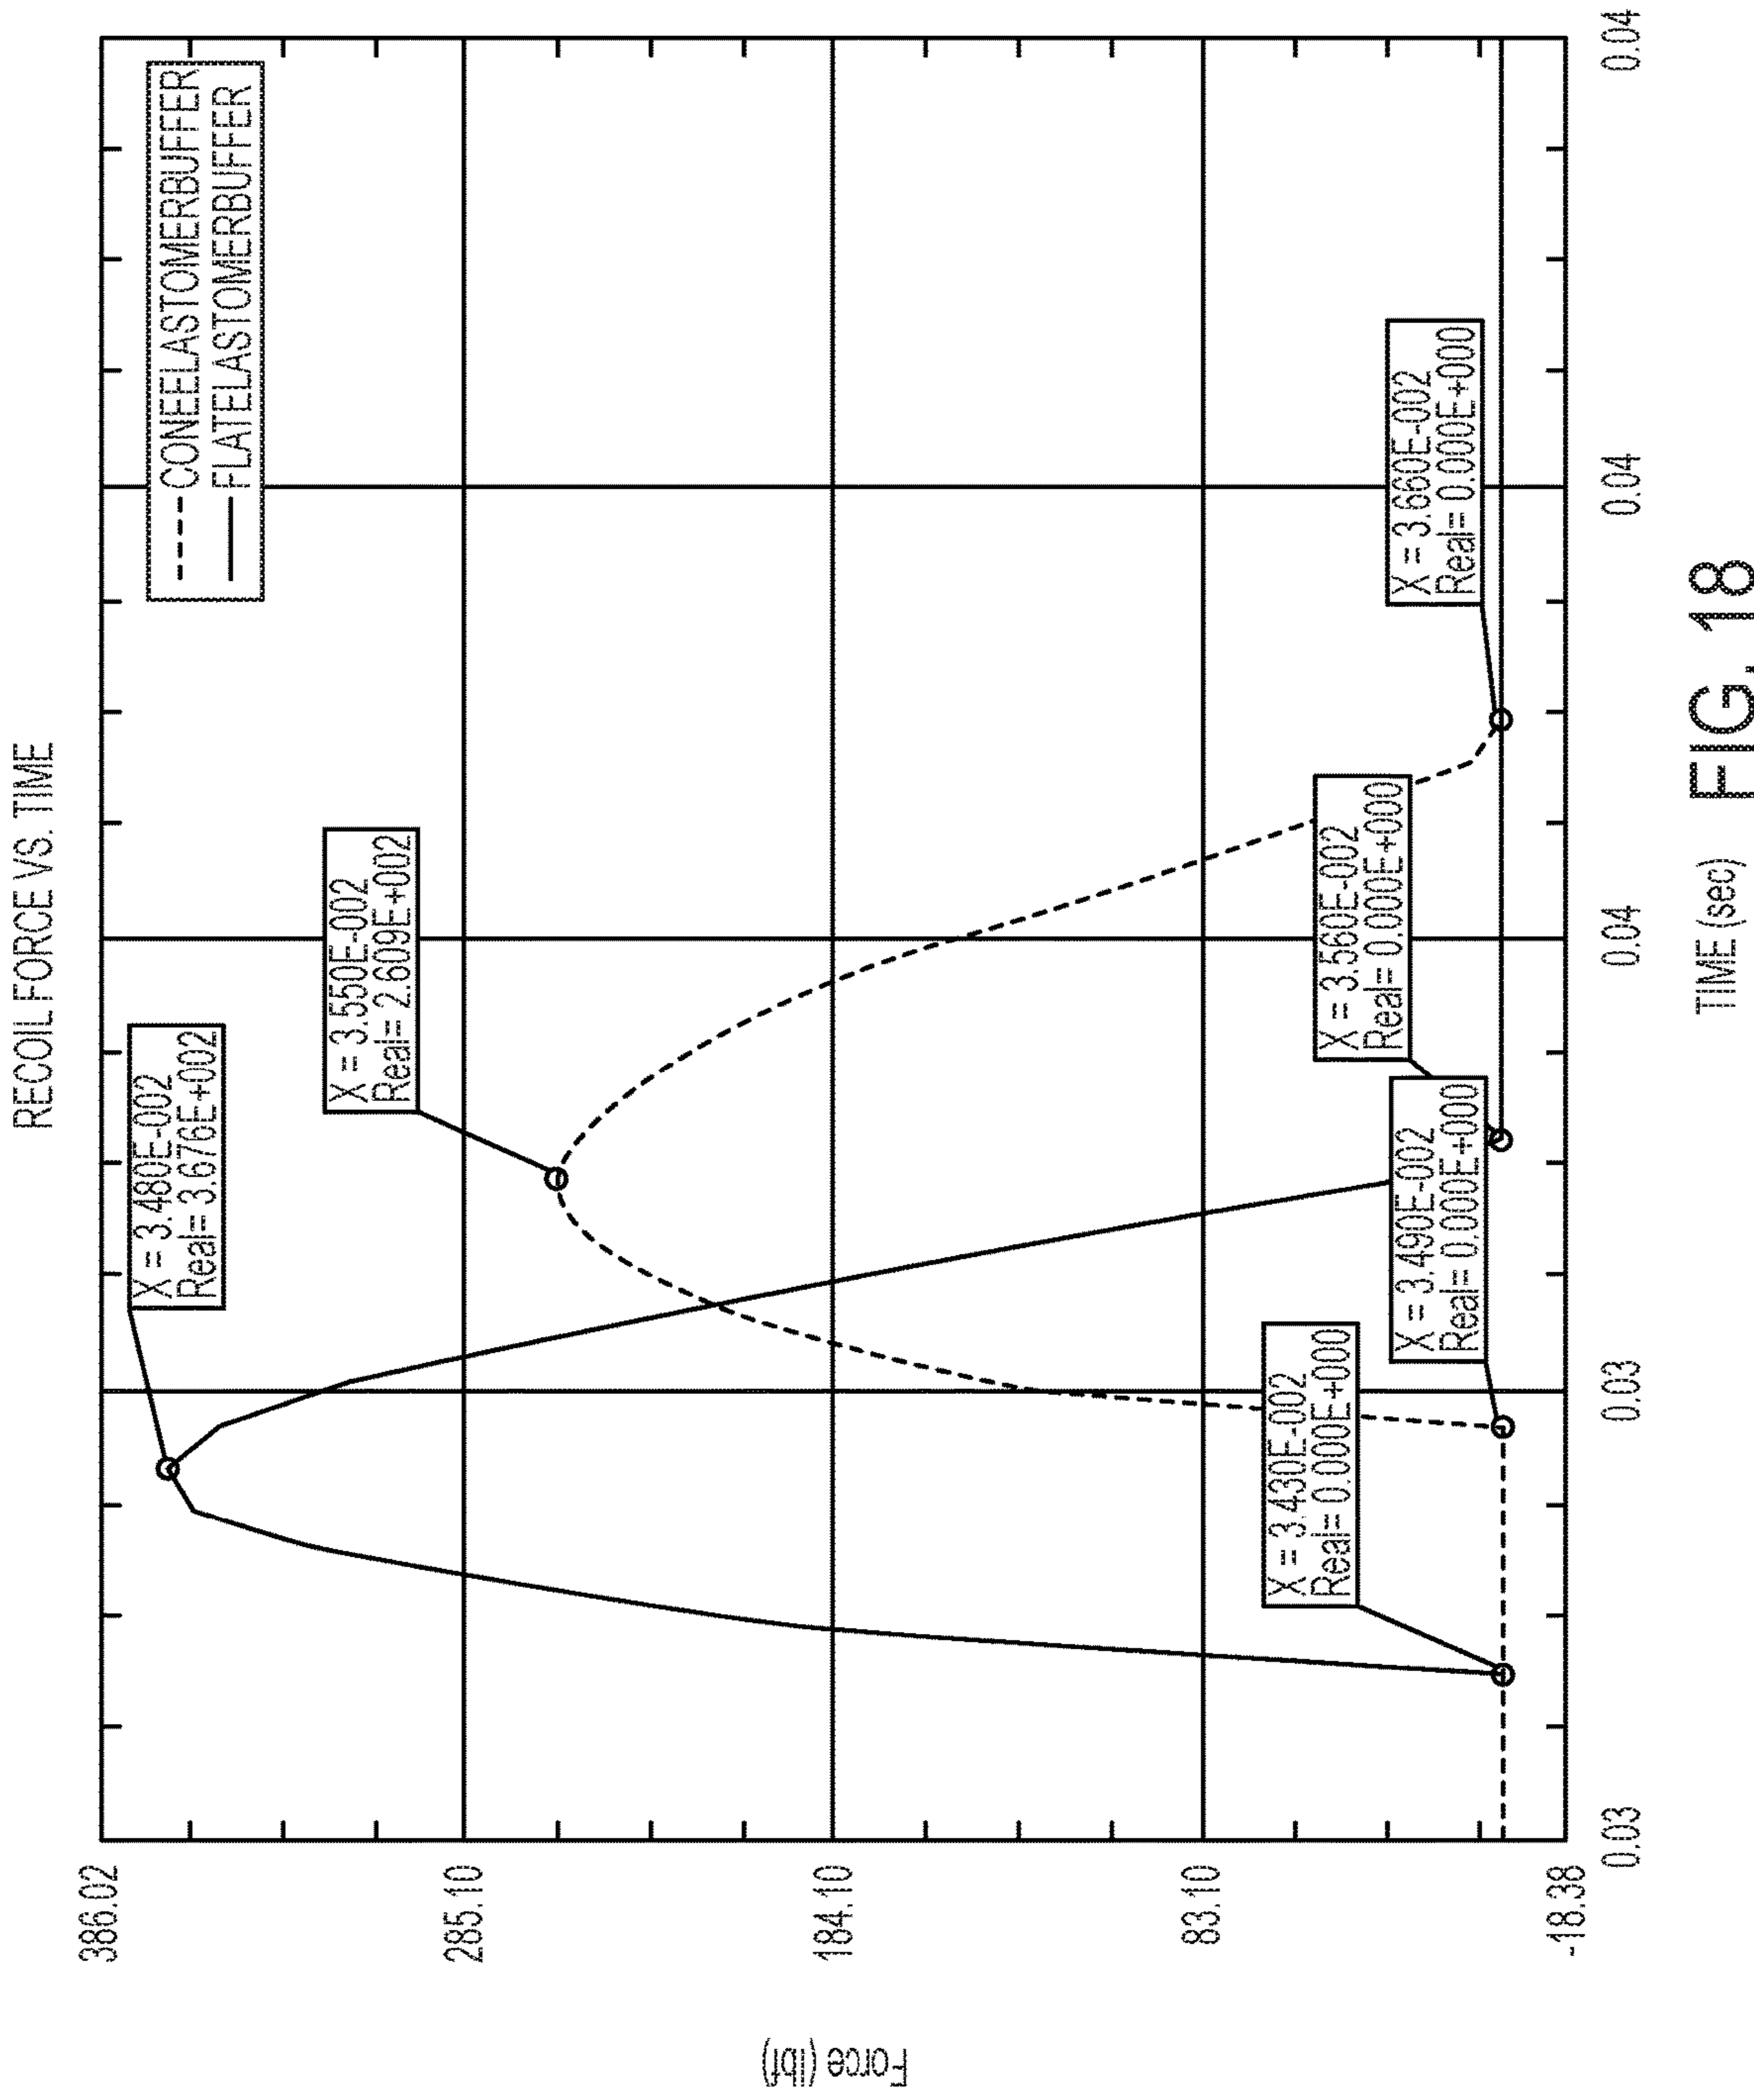 RECOIL FORCE VS. TIME
386.02
285.10
184.10
83.10
-18.38
Force (lbf)
CONEELASTOMERBUFFER
FLATELASTOMERBUFFER
X = 3.480E-002
Real= 3.676E+002
X = 3.550E-002
Real= 2.609E+002
X = 3.430E-002
Real= 0.000E+000
X = 3.490E-002
Real= 0.000E+000
X = 3.560E-002
Real= 0.000E+000
X = 3.660E-002
Real= 0.000E+000
0.03
0.03
0.04
0.04
0.04
TIME (sec)
FIG. 18